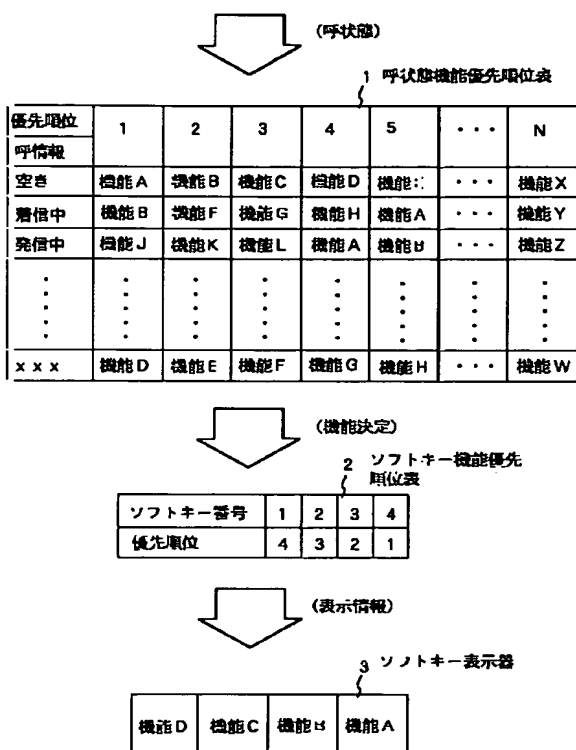 (呼状態)
1 呼状態機能優先順位表
優先順位 1 2 3 4 5 ・・・ N
呼情報
空き 機能A 機能B 機能C 機能D 機能 ・・・ 機能X
着信中 機能B 機能F 機能G 機能H 機能A ・・・ 機能Y
発信中 機能J 機能K 機能L 機能A 機能B ・・・ 機能Z
××× 機能D 機能E 機能F 機能G 機能H ・・・ 機能W
(機能決定)
2 ソフトキー機能優先
順位表
ソフトキー番号 1 2 3 4
優先順位 4 3 2 1
(表示情報)
3 ソフトキー表示器
機能D 機能C 機能B 機能A